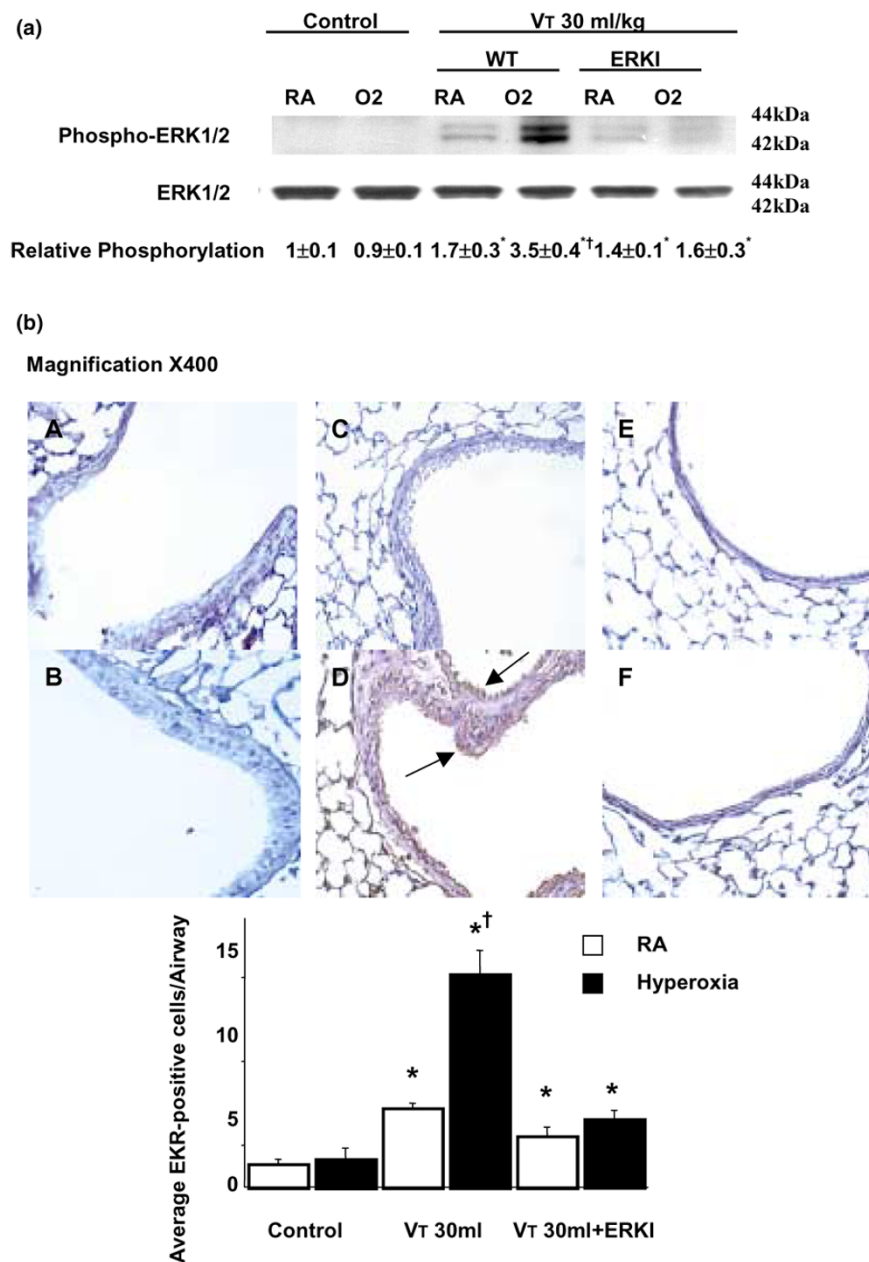 (a)
Control VT 30 ml/kg
WT ERKI
RA O2 RA O2 RA O2
Phospho-ERK1/2 44kDa
42kDa
ERK1/2 44kDa
42kDa
Relative Phosphorylation 1±0.1 0.9±0.1 1.7±0.3* 3.5±0.4*† 1.4±0.1* 1.6±0.3*
(b)
Magnification X400
A C E
B D F
Average EKR-positive cells/Airway
15
10
5
0
* *† * *
RA
Hyperoxia
Control VT 30ml VT 30ml+ERKI